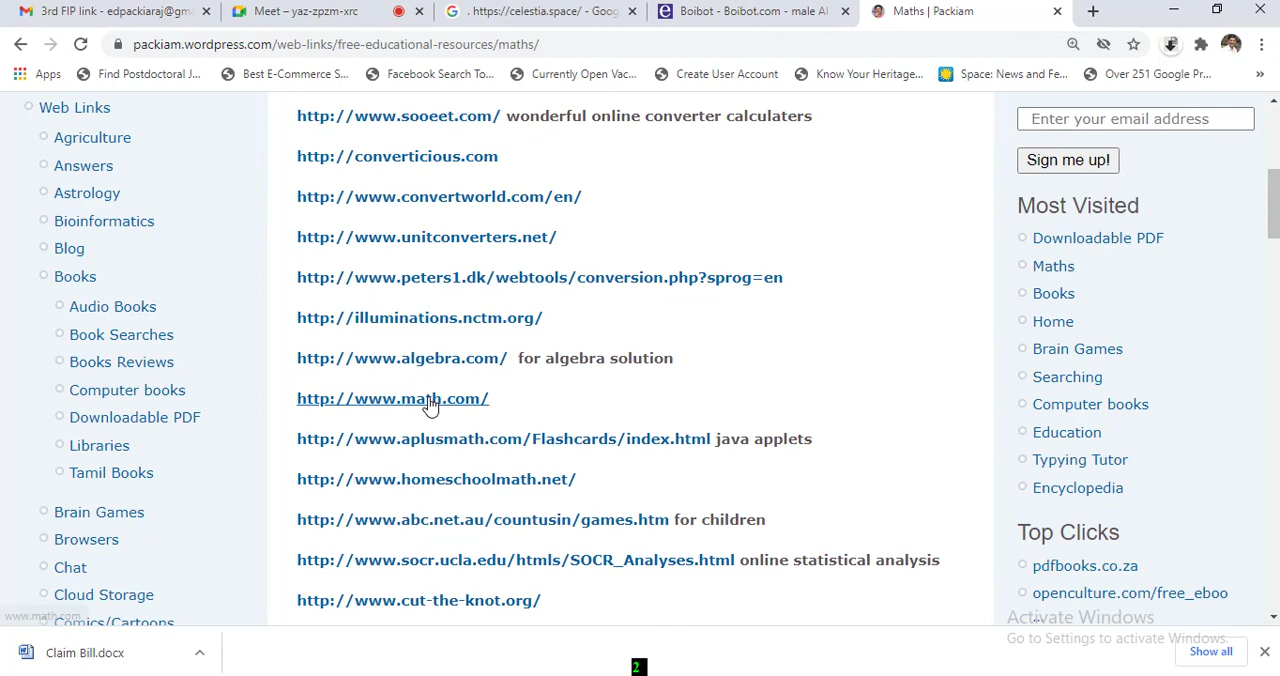 3rd FIP link - edpackiaraj@gm
Meet – yaz-zpzm-xrc
. https://celestia.space/ - Goog
Boibot - Boibot.com - male AI
Maths | Packiam
packiam.wordpress.com/web-links/free-educational-resources/maths/
Apps
Find Postdoctoral J...
Best E-Commerce S...
Facebook Search To...
Currently Open Vac...
Create User Account
Know Your Heritage...
Space: News and Fe...
Over 251 Google Pr...
Web Links
Agriculture
Answers
Astrology
Bioinformatics
Blog
Books
Audio Books
Book Searches
Books Reviews
Computer books
Downloadable PDF
Libraries
Tamil Books
Brain Games
Browsers
Chat
Cloud Storage
Comics/Cartoons
http://www.sooeet.com/ wonderful online converter calculaters
http://converticious.com
http://www.convertworld.com/en/
http://www.unitconverters.net/
http://www.peters1.dk/webtools/conversion.php?sprog=en
http://illuminations.nctm.org/
http://www.algebra.com/ for algebra solution
http://www.math.com/
http://www.aplusmath.com/Flashcards/index.html java applets
http://www.homeschoolmath.net/
http://www.abc.net.au/countusin/games.htm for children
http://www.socr.ucla.edu/htmls/SOCR_Analyses.html online statistical analysis
http://www.cut-the-knot.org/
Enter your email address
Sign me up!
Most Visited
Downloadable PDF
Maths
Books
Home
Brain Games
Searching
Computer books
Education
Typying Tutor
Encyclopedia
Top Clicks
pdfbooks.co.za
openculture.com/free_eboo
...
Activate Windows
Go to Settings to activate Windows.
www.math.com
Claim Bill.docx
Show all
2